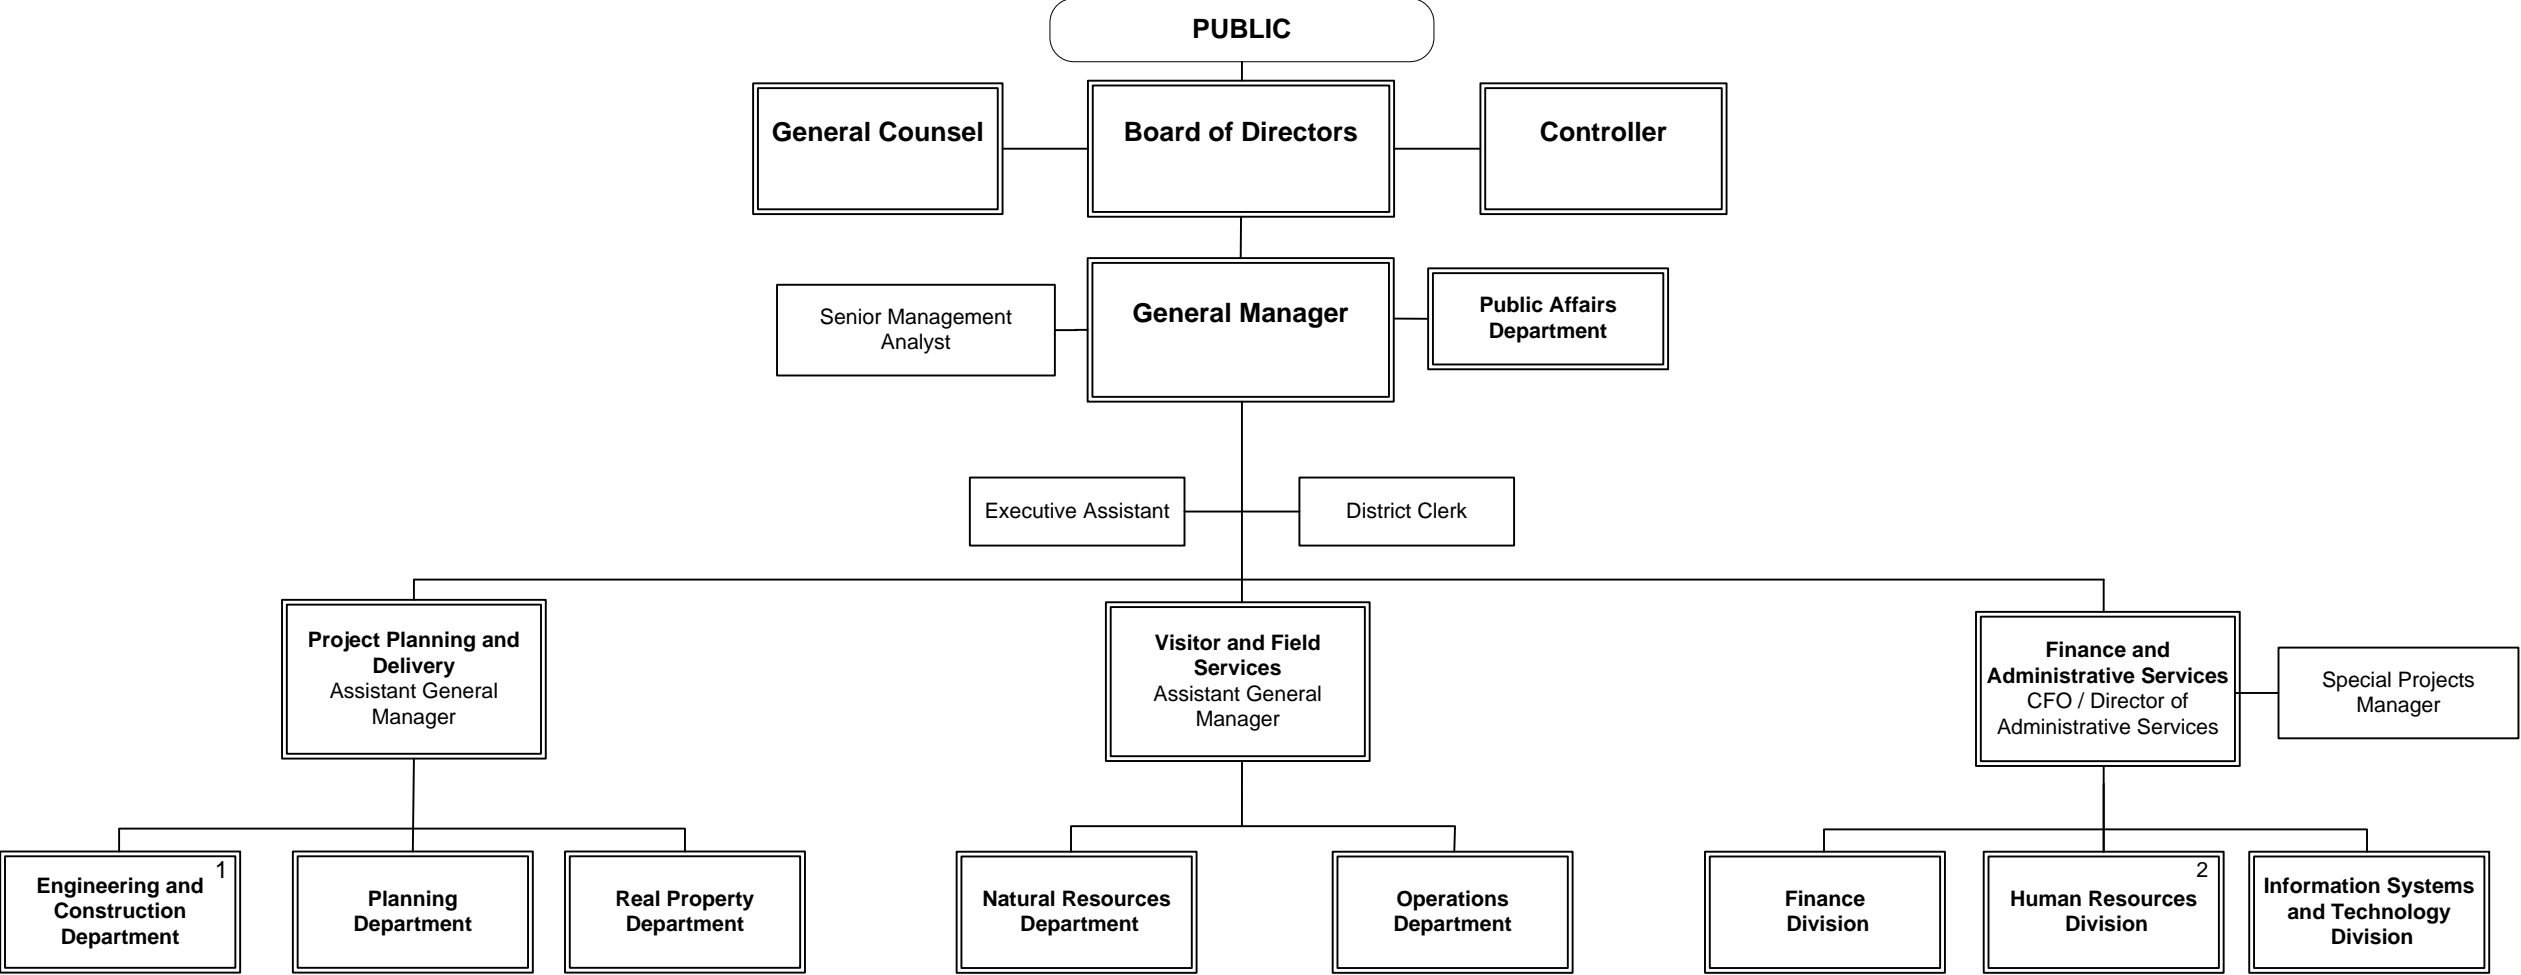 PUBLIC
General Counsel
Board of Directors
Controller
General Manager
Senior Management
Analyst
Public Affairs
Department
Executive Assistant
District Clerk
Project Planning and
Delivery
Assistant General
Manager
Visitor and Field
Services
Assistant General
Manager
Finance and
Administrative Services
CFO / Director of
Administrative Services
Special Projects
Manager
1
Engineering and
Construction
Department
Planning
Department
Real Property
Department
Natural Resources
Department
Operations
Department
Finance
Division
2
Human Resources
Division
Information Systems
and Technology
Division